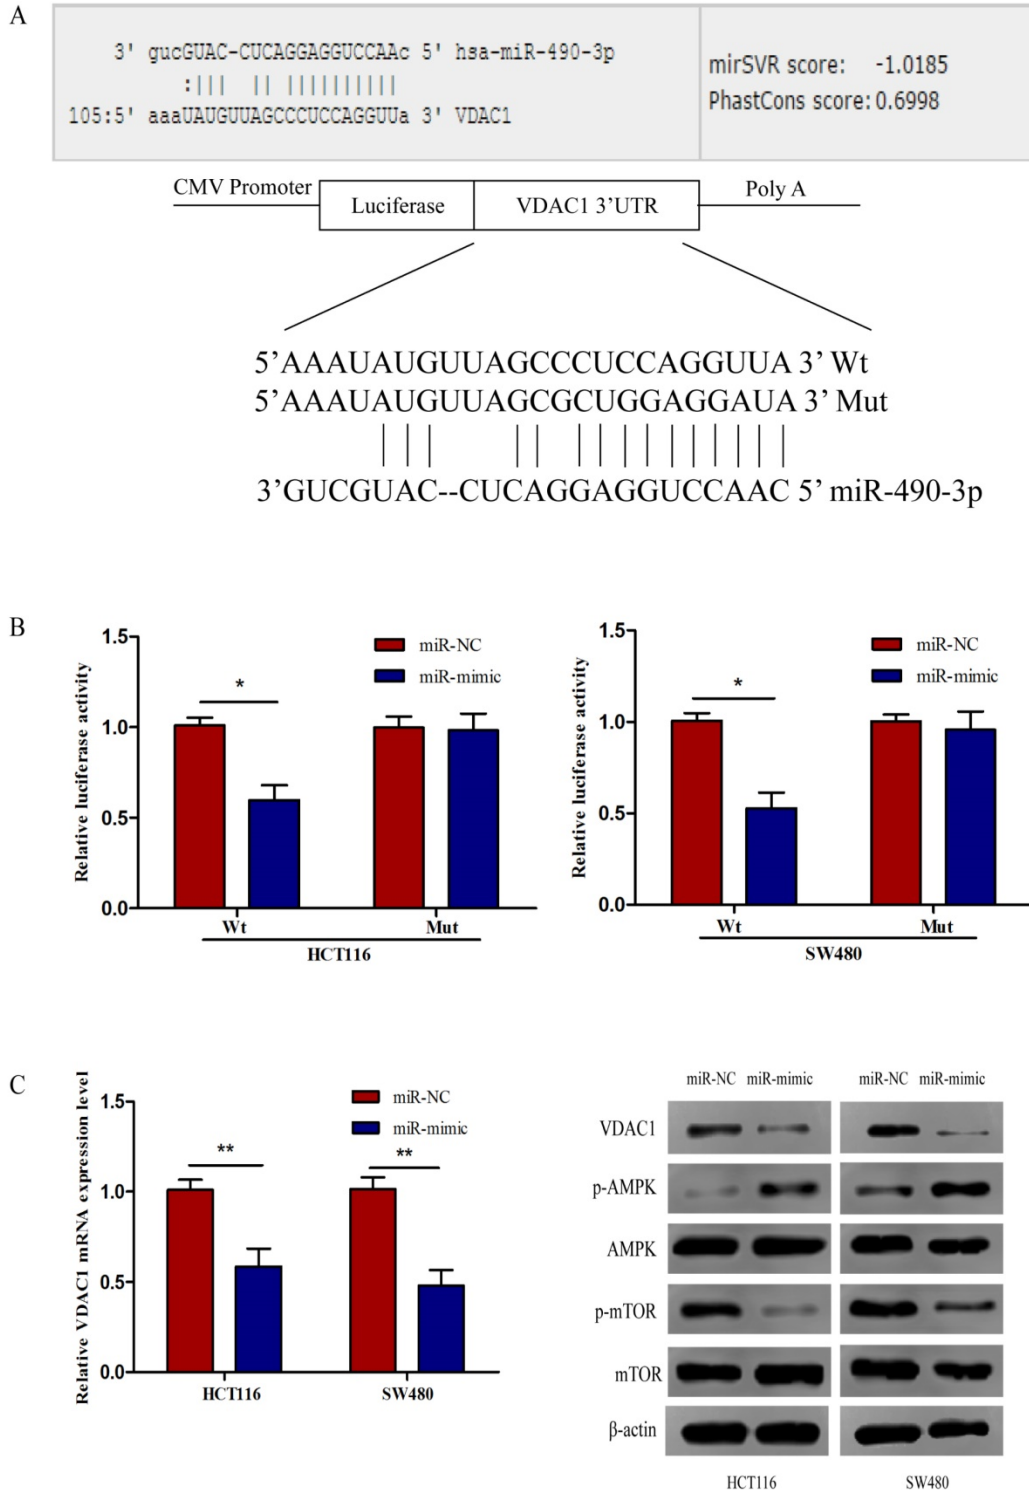 A
3' gucGUAC-CUCAGGAGGUCCAAc 5' hsa-miR-490-3p
:||| || ||||||||||
105:5' aaaUAUGUUAGCCCUCCAGGUUa 3' VDAC1
mirSVR score: -1.0185
PhastCons score: 0.6998
CMV Promoter
Luciferase
VDAC1 3'UTR
Poly A
5'AAAUAUGUUAGCCCUCCAGGUUA 3' Wt
5'AAAUAUGUUAGCGCUGGAGGAUA 3' Mut
3'GUCGUAC--CUCAGGAGGUCCAAC 5' miR-490-3p
B
Relative luciferase activity
1.5
1.0
0.5
0.0
miR-NC
miR-mimic
*
Wt
Mut
HCT116
Relative luciferase activity
1.5
1.0
0.5
0.0
miR-NC
miR-mimic
*
Wt
Mut
SW480
C
Relative VDAC1 mRNA expression level
1.5
1.0
0.5
0.0
miR-NC
miR-mimic
**
**
HCT116
SW480
miR-NC miR-mimic miR-NC miR-mimic
VDAC1
p-AMPK
AMPK
p-mTOR
mTOR
β-actin
HCT116 SW480